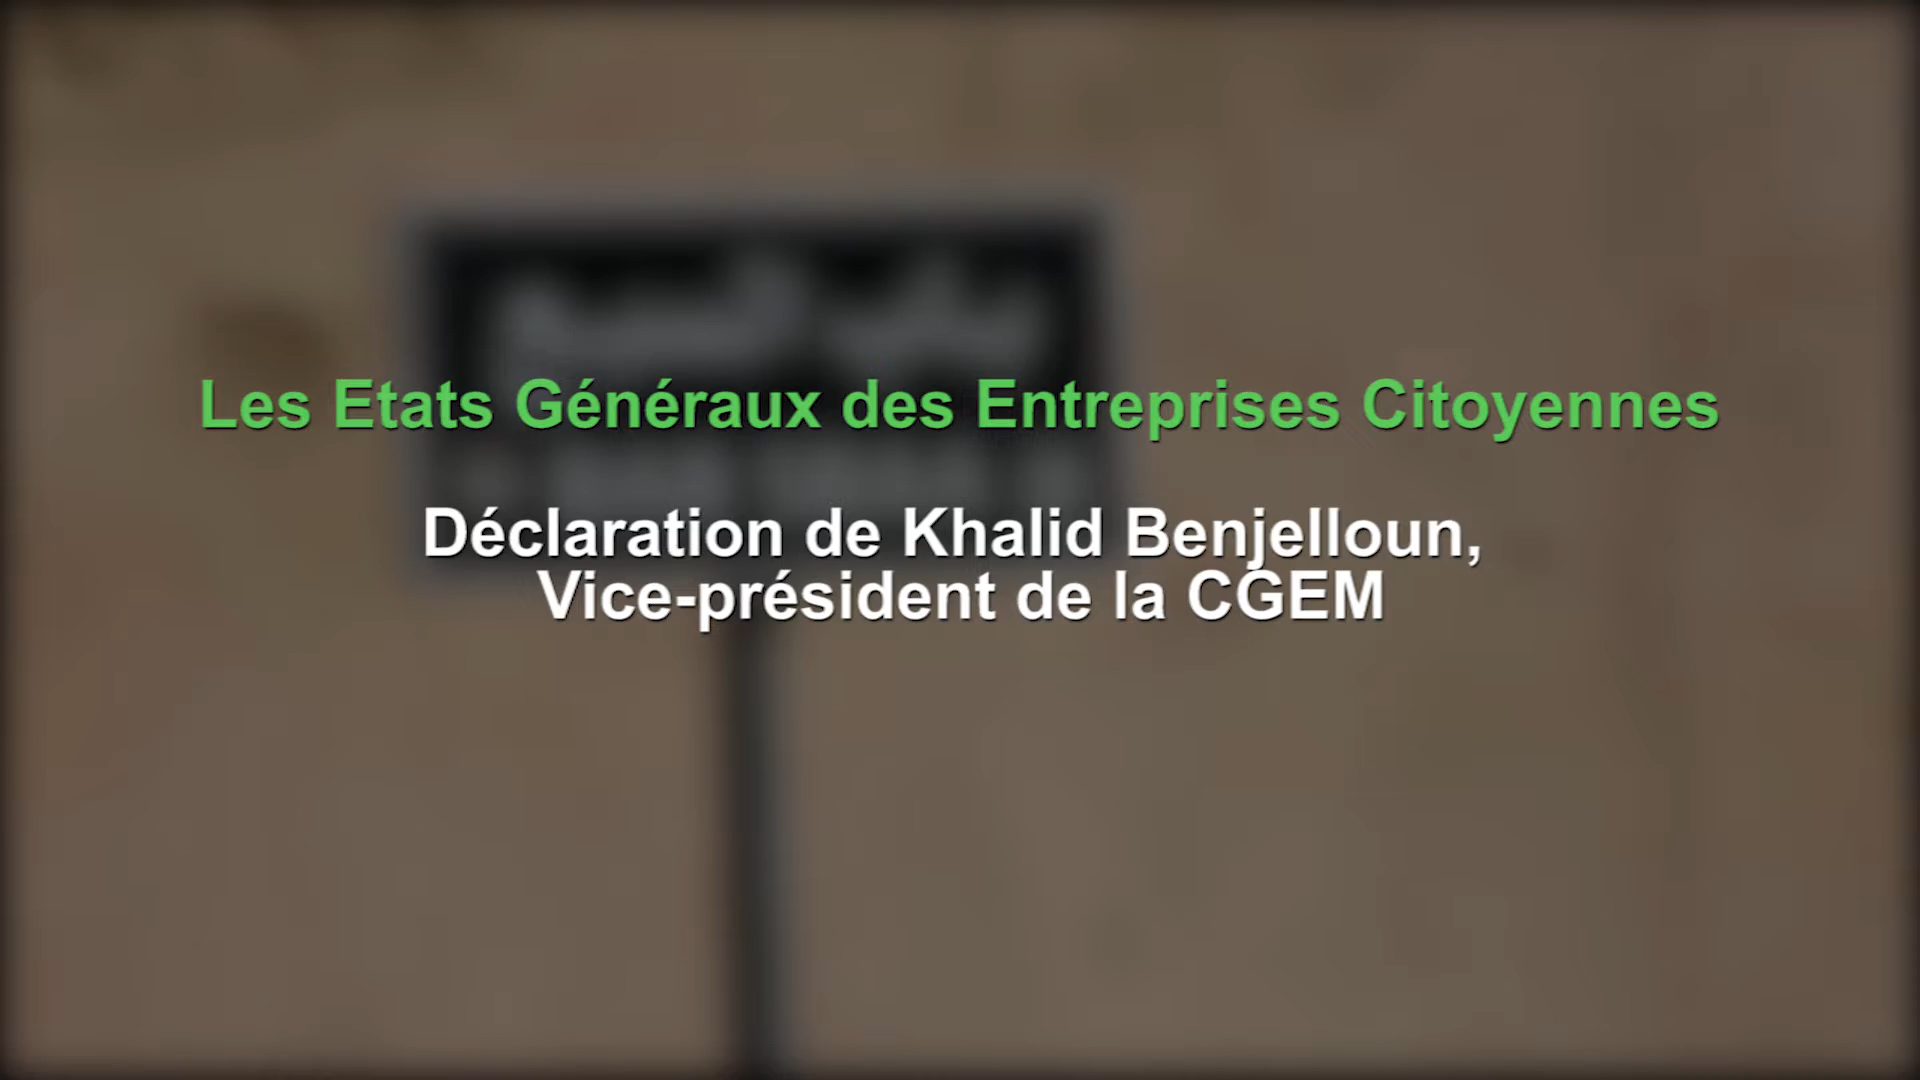 Les Etats Généraux des Entreprises Citoyennes
Déclaration de Khalid Benjelloun,
Vice-président de la CGEM